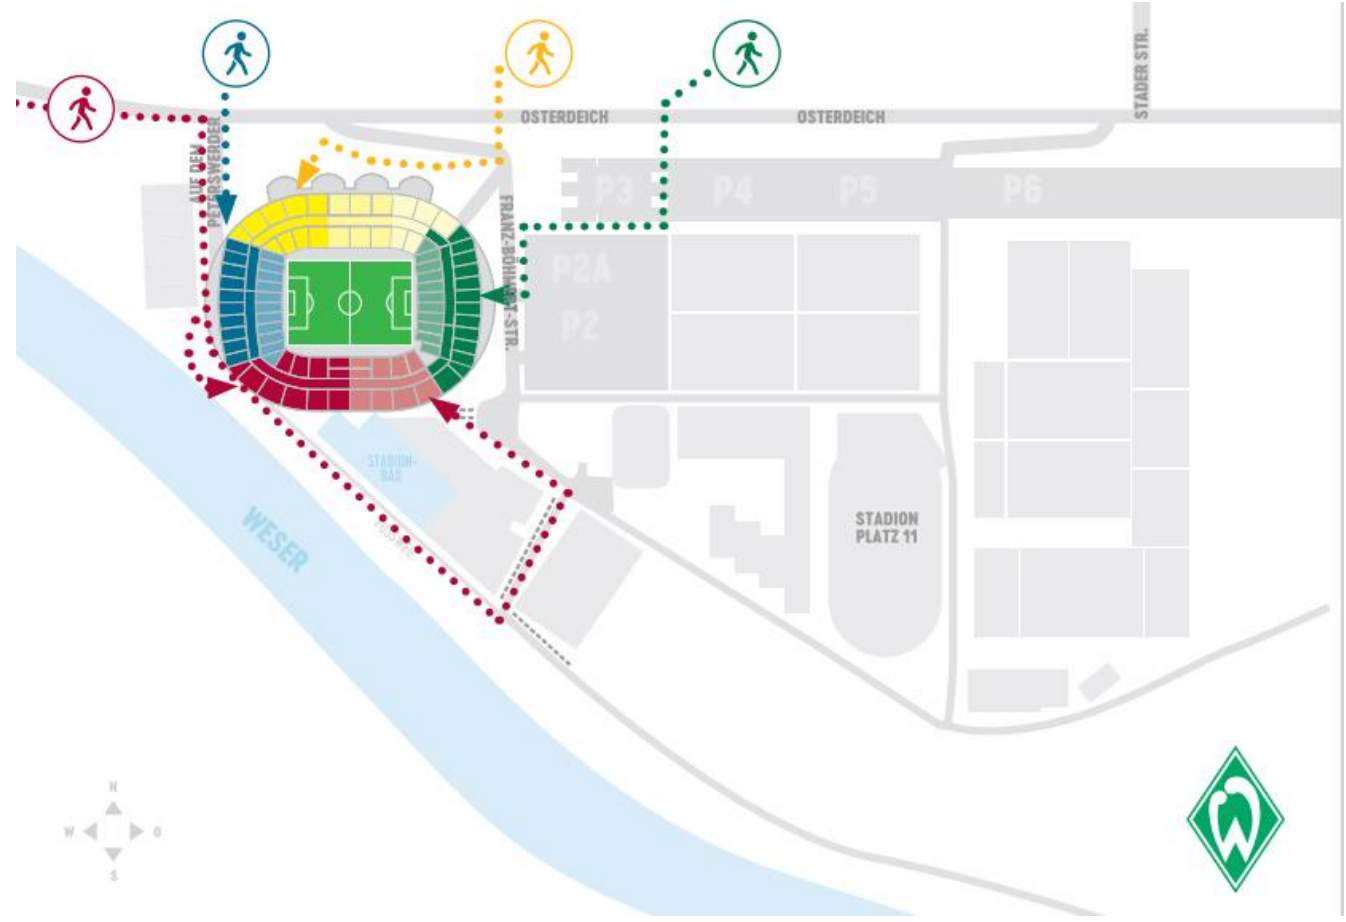 OSTERDEICH
OSTERDEICH
STADER STR.
AUF DEM
PETERSWERDER
P3
P4
P5
P6
FRANZ-BÖHMERT-STR.
P2A
P2
STADION-
BAD
STADION
PLATZ 11
WESER
N
W
O
S
W